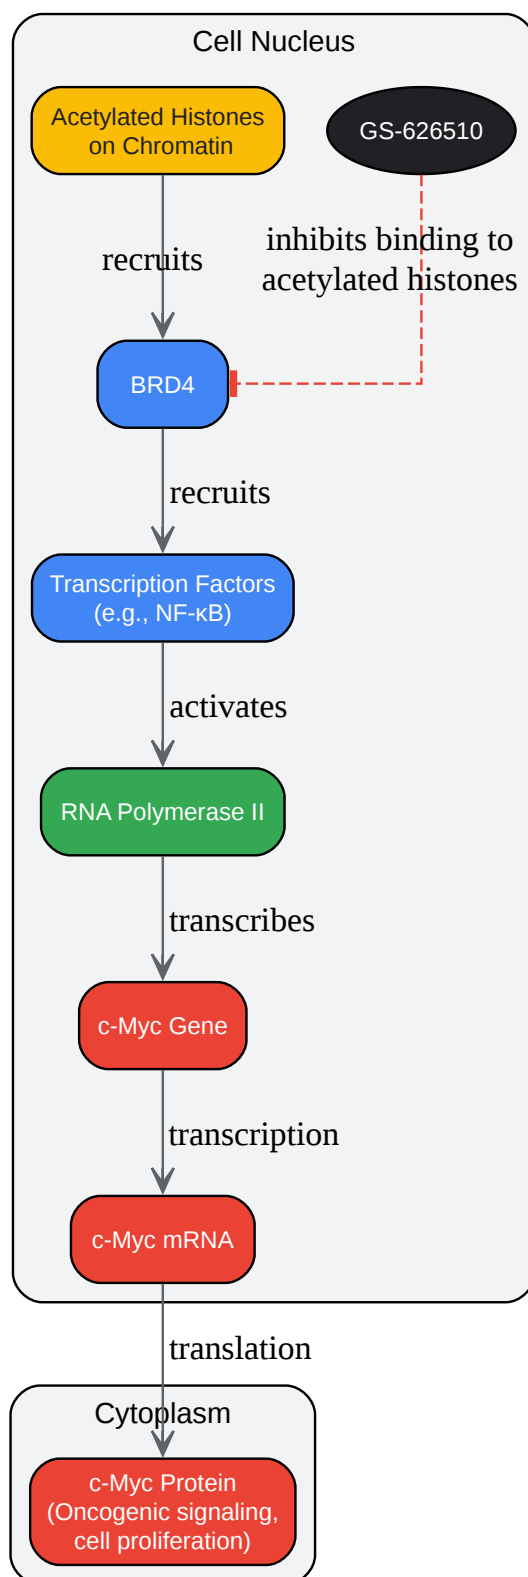 Cell Nucleus
Acetylated Histones
on Chromatin
GS-626510
recruits
inhibits binding to
acetylated histones
BRD4
recruits
Transcription Factors
(e.g., NF-κB)
activates
RNA Polymerase II
transcribes
c-Myc Gene
transcription
c-Myc mRNA
translation
Cytoplasm
c-Myc Protein
(Oncogenic signaling,
cell proliferation)